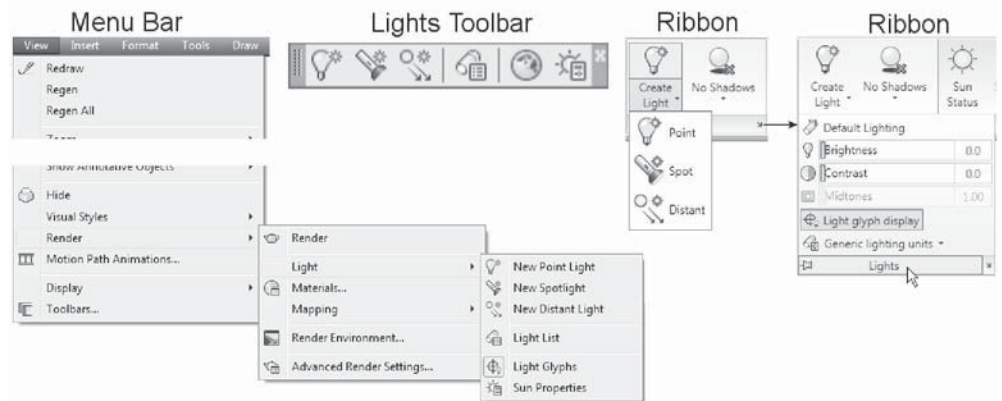 Menu Bar
View Insert Format Tools Draw
Redraw
Regen
Regen All
Zoom
Show Annotative Objects
Hide
Visual Styles
Render
Motion Path Animations...
Display
Toolbars...
Render
Light
Materials...
Mapping
Render Environment...
Advanced Render Settings...
New Point Light
New Spotlight
New Distant Light
Light List
Light Glyphs
Sun Properties
Lights Toolbar
Ribbon
Create Light
No Shadows
Point
Spot
Distant
Ribbon
Create Light
No Shadows
Sun Status
Default Lighting
Brightness 0.0
Contrast 0.0
Midtones 1.00
Light glyph display
Generic lighting units
Lights